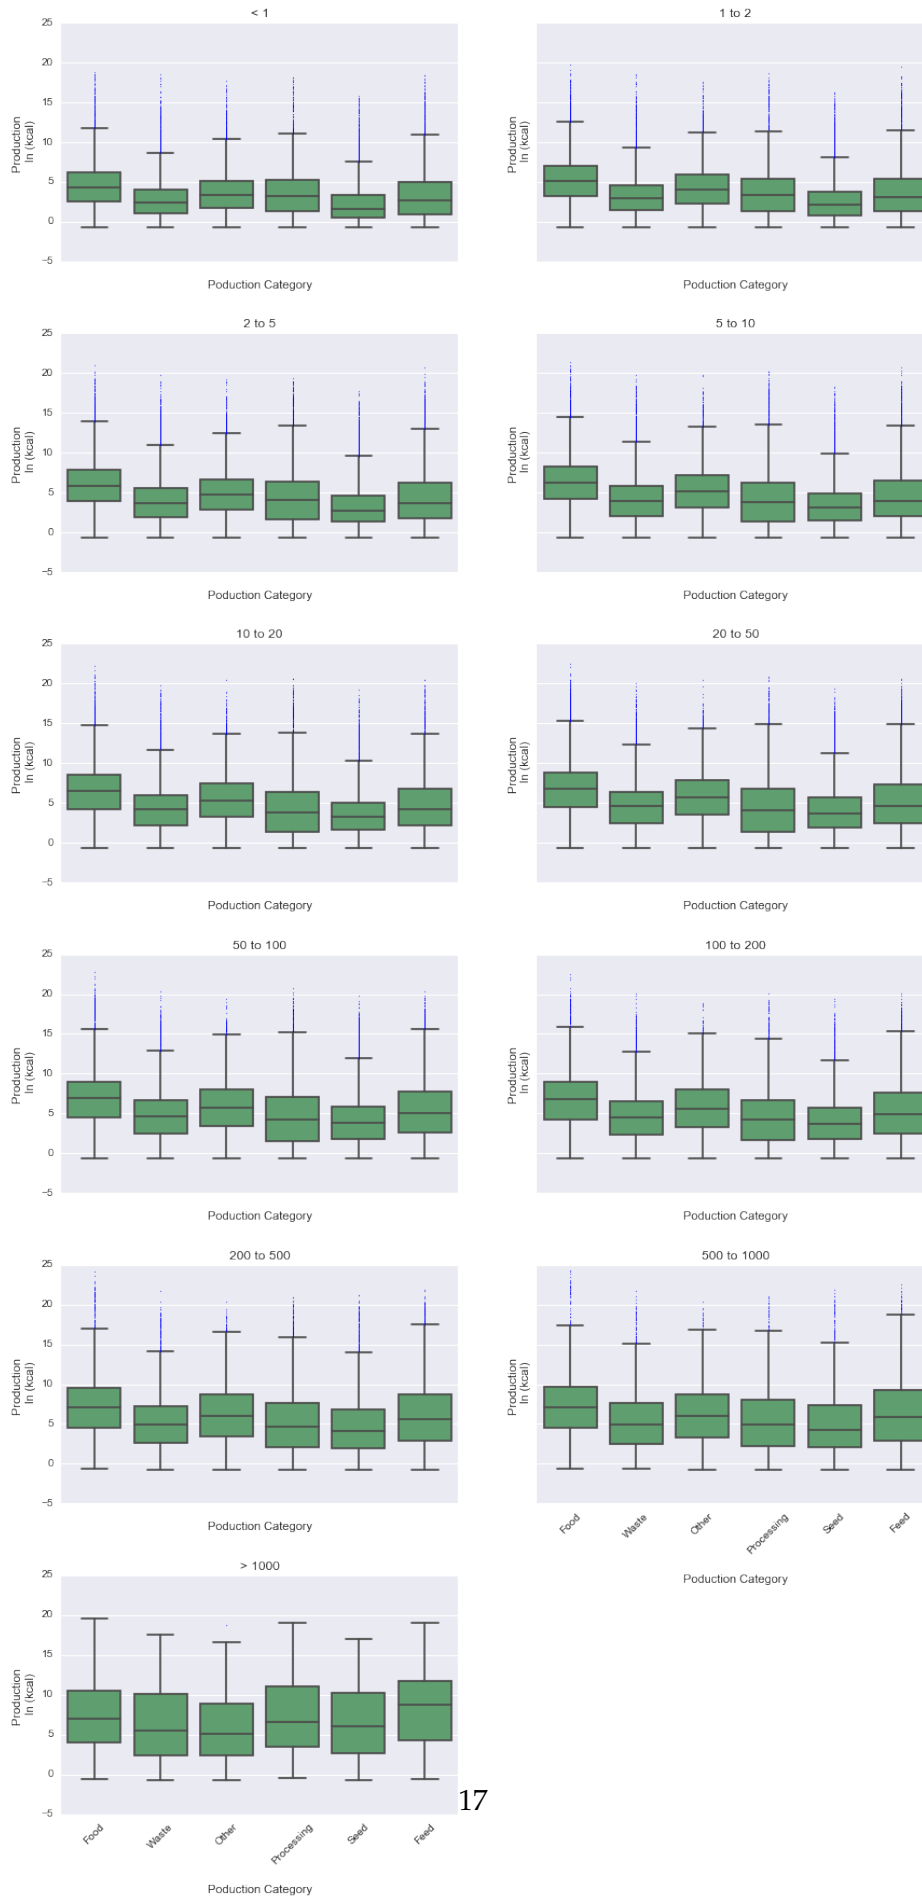 < 1
25
20
15
10
5
0
−5
Production
ln (kcal)
Poduction Category
1 to 2
Production
ln (kcal)
Poduction Category
2 to 5
25
20
15
10
5
0
−5
Production
ln (kcal)
Poduction Category
5 to 10
Production
ln (kcal)
Poduction Category
10 to 20
25
20
15
10
5
0
−5
Production
ln (kcal)
Poduction Category
20 to 50
Production
ln (kcal)
Poduction Category
50 to 100
25
20
15
10
5
0
−5
Production
ln (kcal)
Poduction Category
100 to 200
Production
ln (kcal)
Poduction Category
200 to 500
25
20
15
10
5
0
−5
Production
ln (kcal)
Poduction Category
500 to 1000
Production
ln (kcal)
Food
Waste
Other
Processing
Seed
Feed
Poduction Category
> 1000
25
20
15
10
5
0
−5
Production
ln (kcal)
Food
Waste
Other
Processing
Seed
Feed
Poduction Category
17